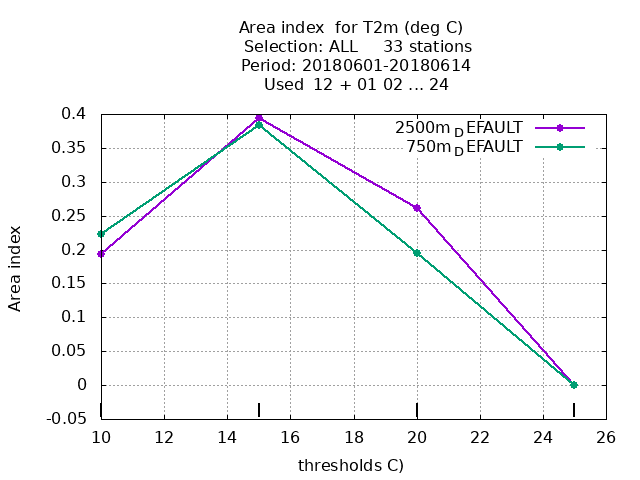 Area index  for T2m (deg C)
Selection: ALL     33 stations
Period: 20180601-20180614
Used  12 + 01 02 ... 24
2500m_DEFAULT
750m_DEFAULT
0.4
0.35
0.3
0.25
0.2
0.15
0.1
0.05
0
-0.05
Area index
10 12 14 16 18 20 22 24 26
thresholds C)